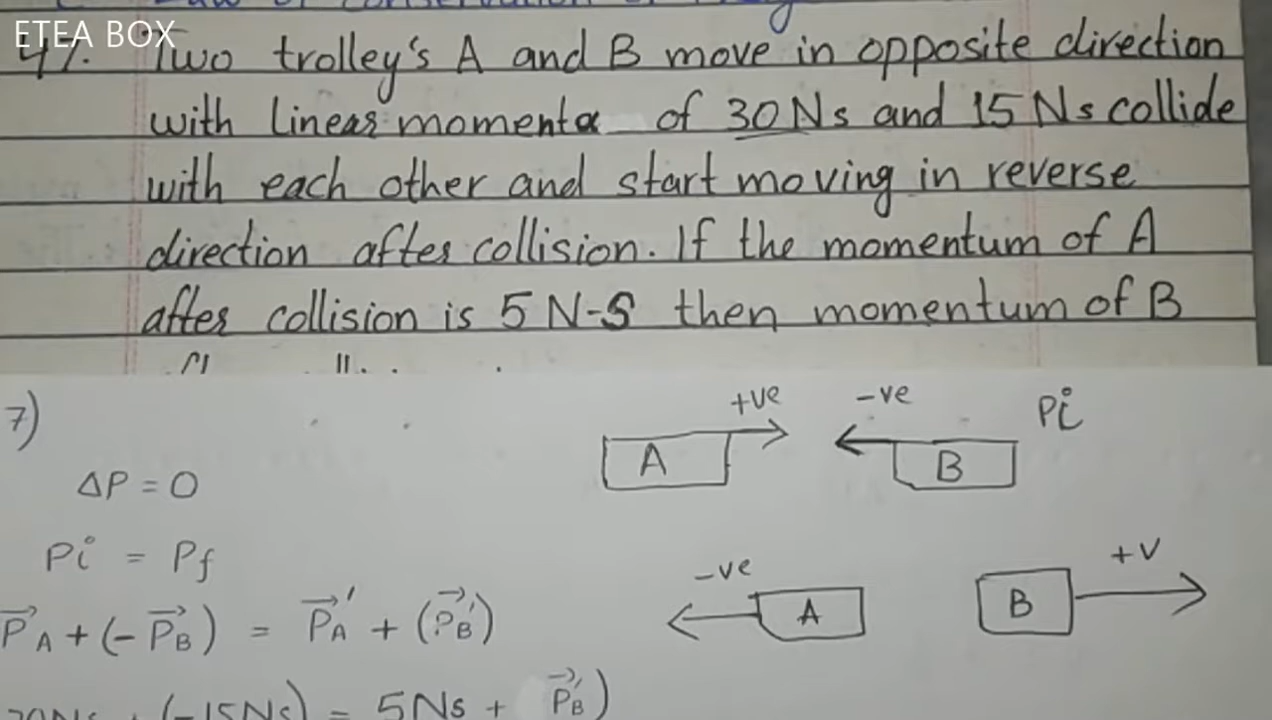 ETEA BOX
47. Two trolley's A and B move in opposite direction
with linear momenta of 30 Ns and 15 Ns collide
with each other and start moving in reverse
direction after collision. If the momentum of A
after collision is 5 N-S then momentum of B
7)
+ve -ve Pi
A B
ΔP = 0
Pi = Pf
-ve +v
A B
P⃗A + (-P⃗B) = P⃗A' + (P⃗B')
(-15Ns) = 5Ns + P⃗B')